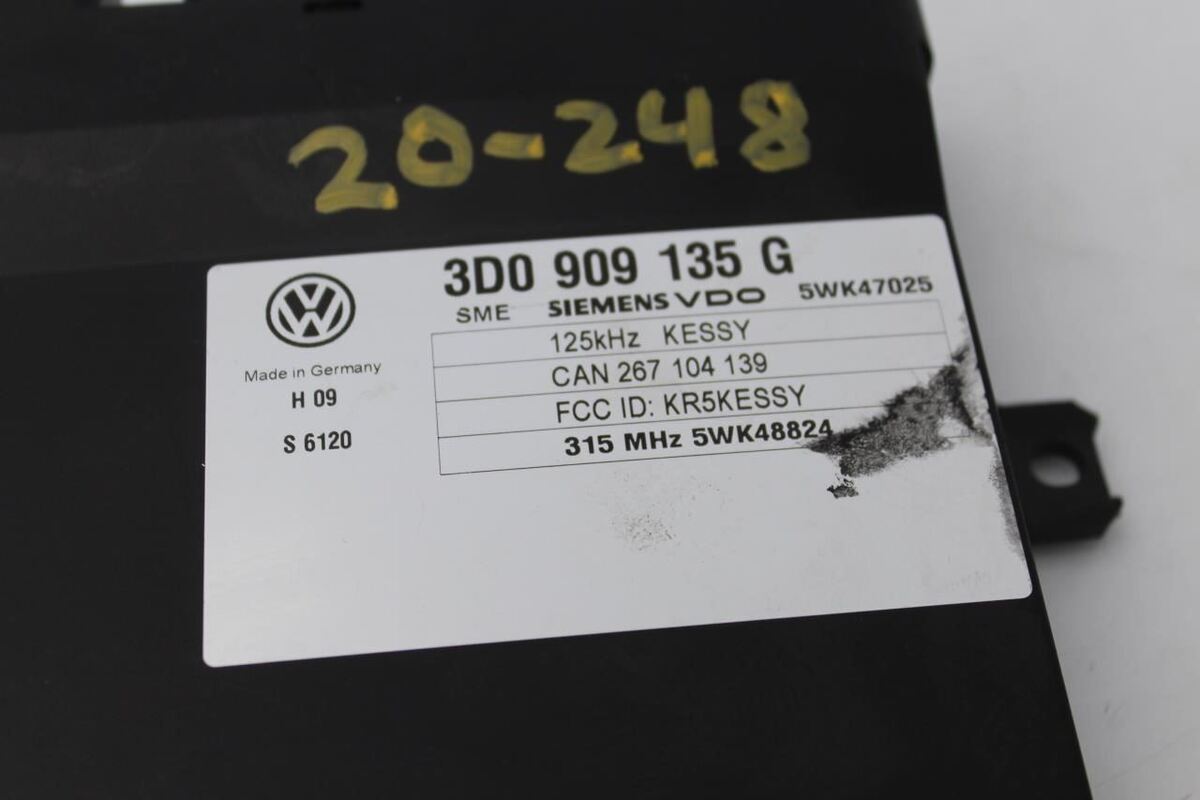 20-248
3D0 909 135 G
SME SIEMENS VDO 5WK47025
125kHz KESSY
CAN 267 104 139
FCC ID: KR5KESSY
315 MHz 5WK48824
VW
Made in Germany
H 09
S 6120